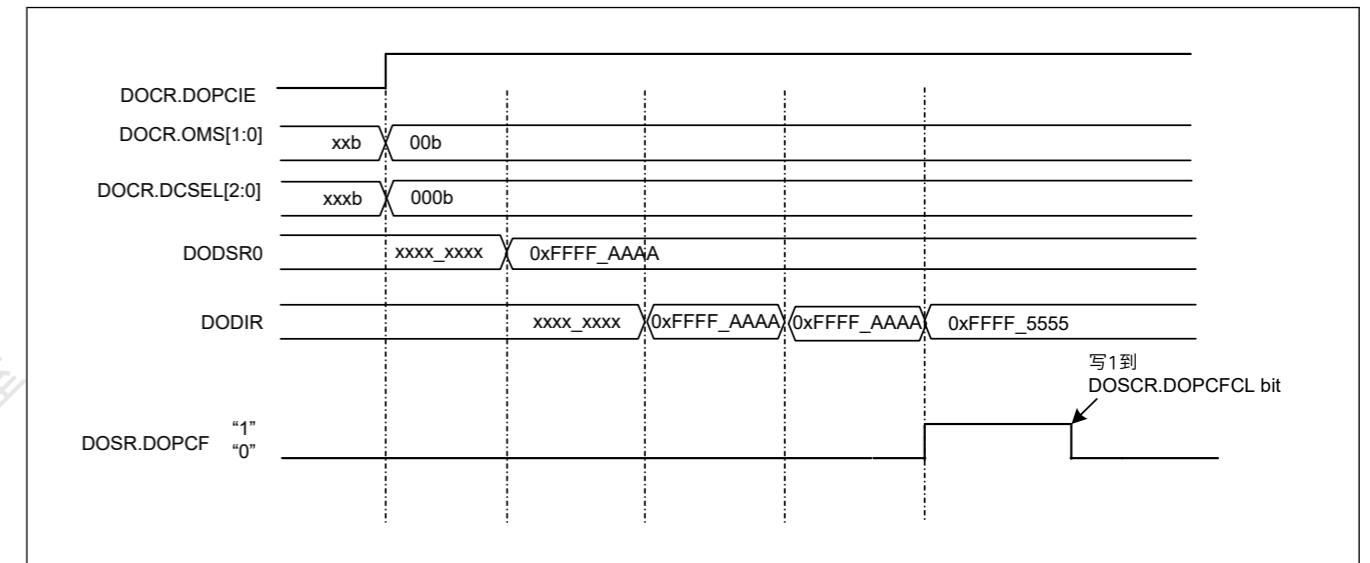 DOCR.DOPCIE
DOCR.OMS[1:0] xxb 00b
DOCR.DCSEL[2:0] xxxb 000b
DODSR0 xxxx_xxxx 0xFFFF_AAAA
DODIR xxxx_xxxx 0xFFFF_AAAA 0xFFFF_AAAA 0xFFFF_5555
写1到
DOSCR.DOPCFCL bit
DOSR.DOPCF “1”
“0”